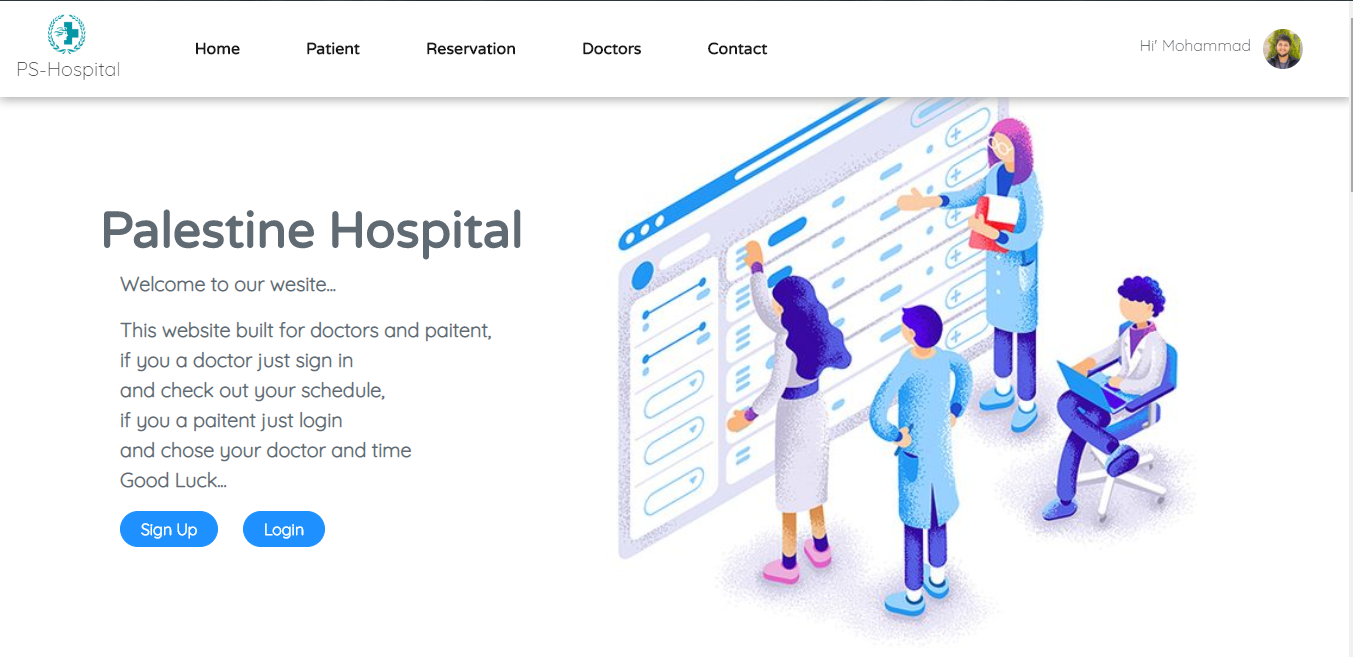 PS-Hospital
Home
Patient
Reservation
Doctors
Contact
Hi' Mohammad
Palestine Hospital
Welcome to our wesite...
This website built for doctors and paitent,
if you a doctor just sign in
and check out your schedule,
if you a paitent just login
and chose your doctor and time
Good Luck...
Sign Up
Login